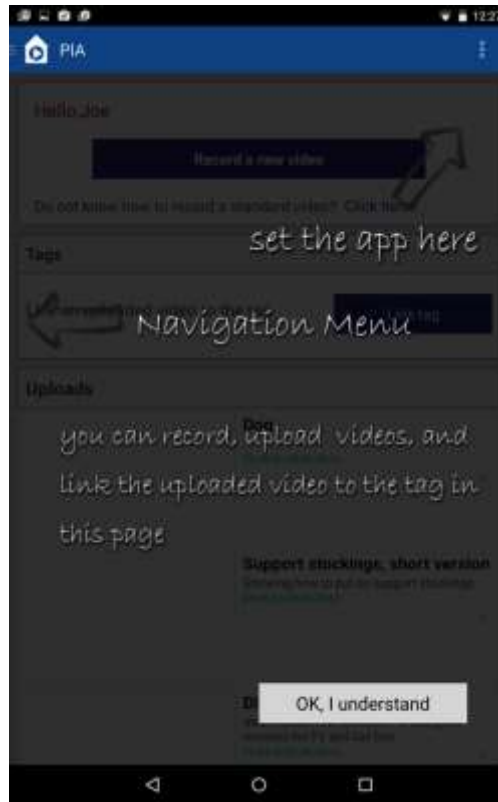 12:27
PIA
Hello Joe
Record a new video
Do not know how to record a standard video? Click here
set the app here
Tags
Navigation Menu
Uploads
Dog
you can record, upload videos, and
link the uploaded video to the tag in
this page
Support stockings, short version
OK, I understand